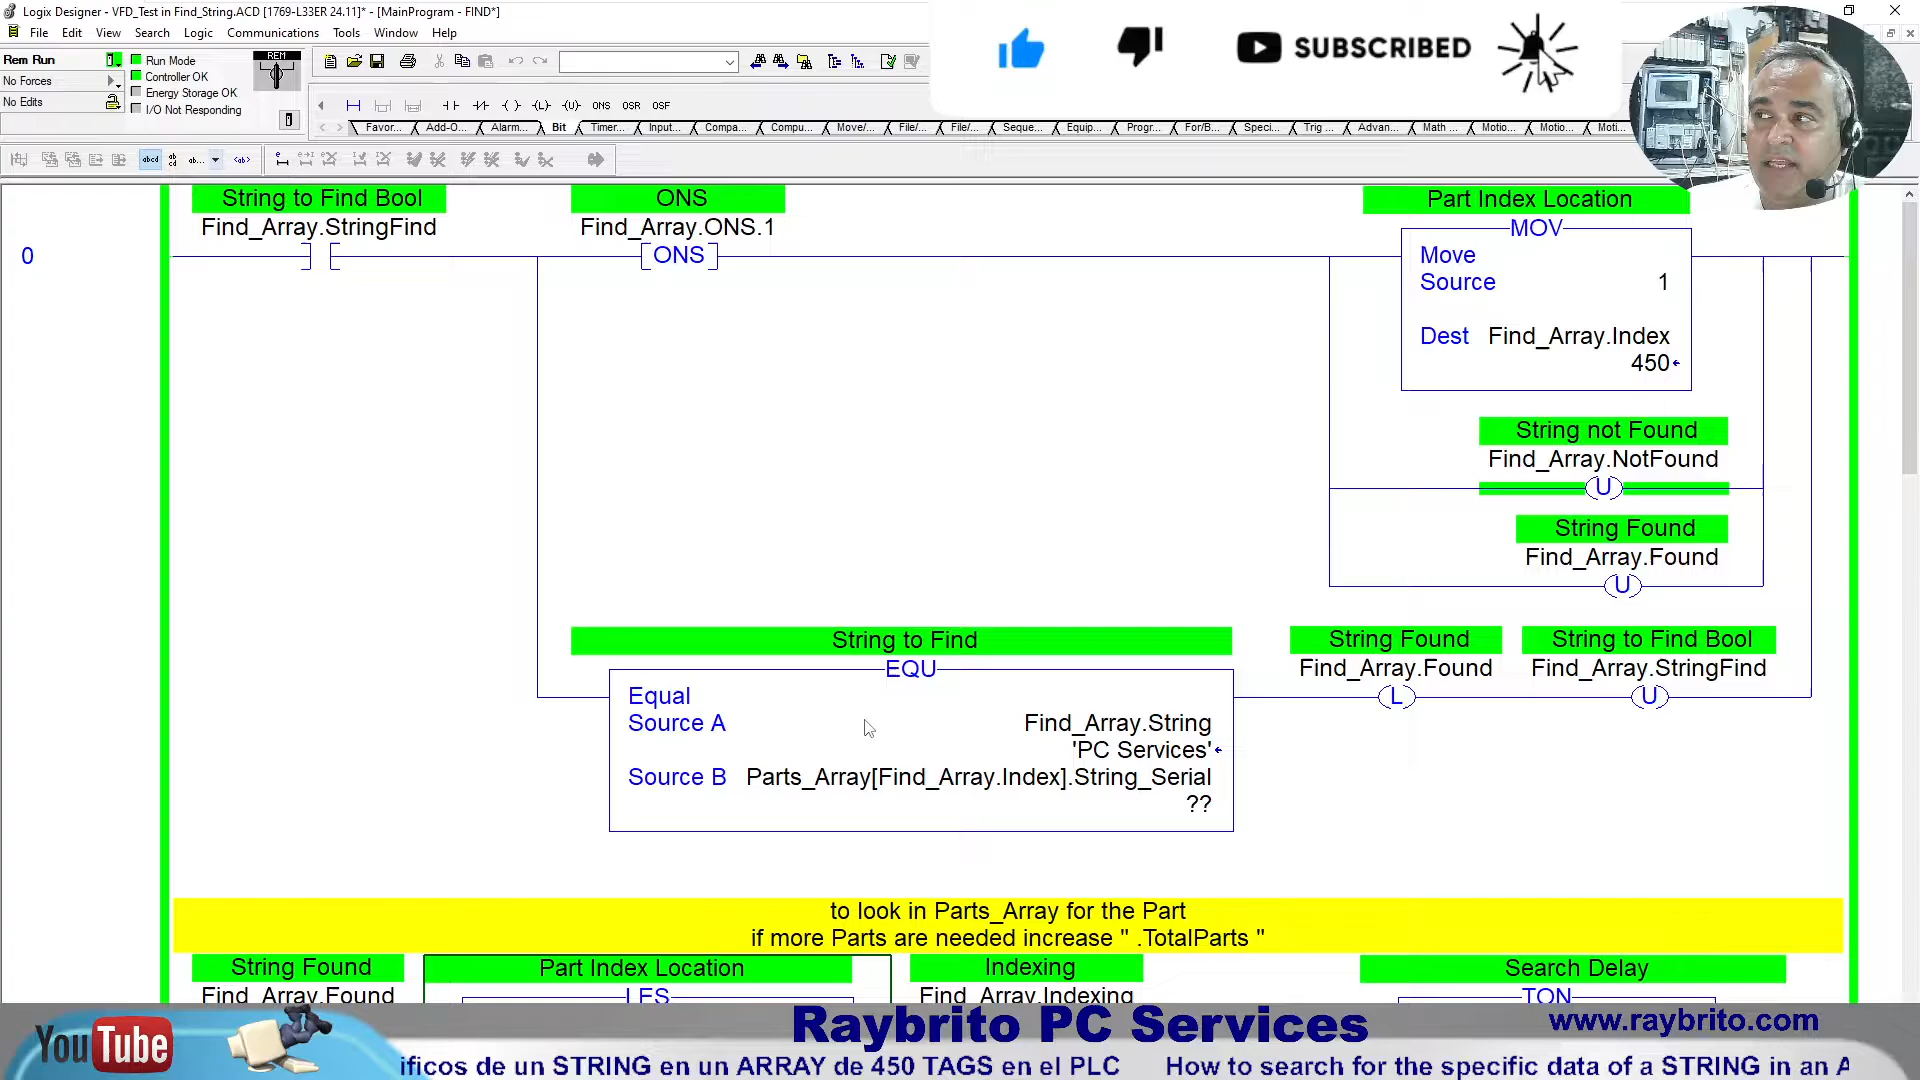 Logix Designer - VFD_Test in Find_String.ACD [1769-L33ER 24.11]* - [MainProgram - FIND*]
File Edit View Search Logic Communications Tools Window Help
SUBSCRIBED
Rem Run
Run Mode
REM
No Forces
Controller OK
Energy Storage OK
No Edits
I/O Not Responding
ONS OSR OSF
Favor... Add-O... Alarm... Bit Timer... Input... Compa... Compu... Move/... File/... File/... Seque... Equip... Progr... For/B... Speci... Trig ... Advan... Math ... Motio... Motio... Moti...
String to Find Bool
Find_Array.StringFind
ONS
Find_Array.ONS.1
ONS
Part Index Location
MOV
0
Move
Source 1
Dest Find_Array.Index
450
String not Found
Find_Array.NotFound
U
String Found
Find_Array.Found
U
String to Find
EQU
Equal
Source A Find_Array.String
'PC Services'
Source B Parts_Array[Find_Array.Index].String_Serial
??
String Found
Find_Array.Found
L
String to Find Bool
Find_Array.StringFind
U
to look in Parts_Array for the Part
if more Parts are needed increase " .TotalParts "
String Found
Find_Array.Found
Part Index Location
LES
Indexing
Find_Array.Indexing
Search Delay
TON
YouTube
Raybrito PC Services
www.raybrito.com
ificos de un STRING en un ARRAY de 450 TAGS en el PLC How to search for the specific data of a STRING in an A